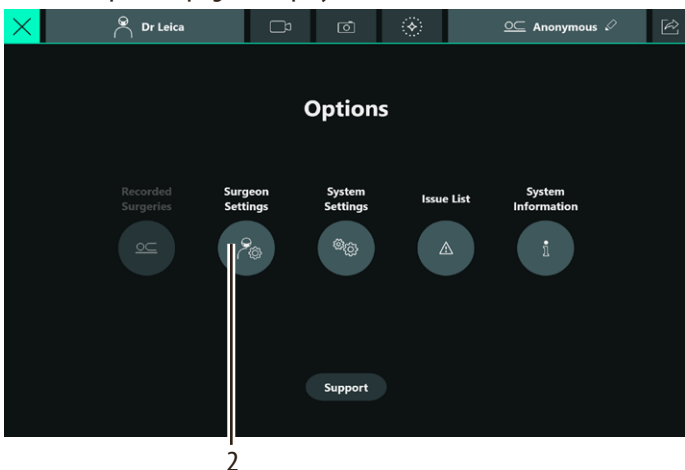 Dr Leica
Anonymous
Options
Recorded
Surgeries
Surgeon
Settings
System
Settings
Issue List
System
Information
Support
2